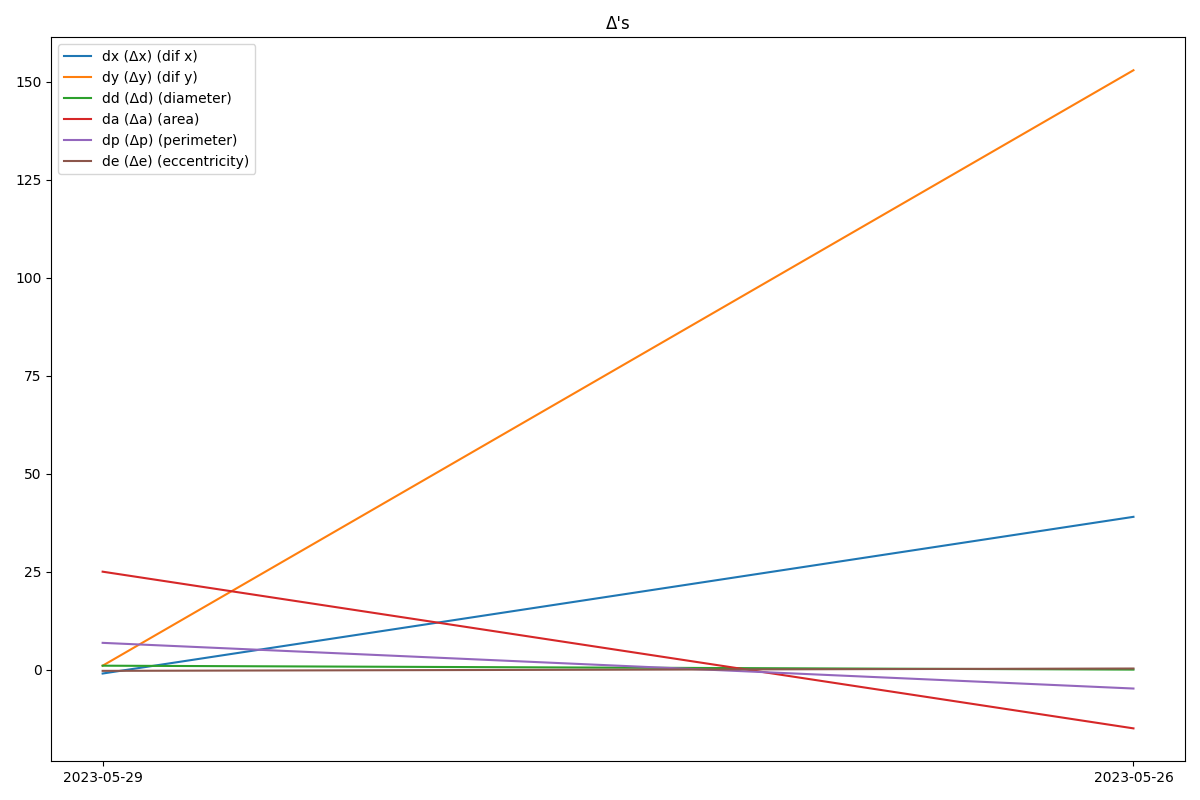 Δ's
dx (Δx) (dif x)
dy (Δy) (dif y)
dd (Δd) (diameter)
da (Δa) (area)
dp (Δp) (perimeter)
de (Δe) (eccentricity)
150
125
100
75
50
25
0
2023-05-29
2023-05-26